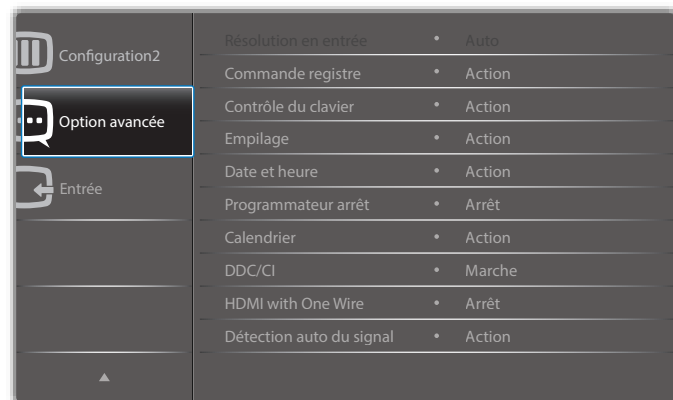 Configuration2
Option avancée
Entrée
Résolution en entrée • Auto
Commande registre • Action
Contrôle du clavier • Action
Empilage • Action
Date et heure • Action
Programmateur arrêt • Arrêt
Calendrier • Action
DDC/CI • Marche
HDMI with One Wire • Arrêt
Détection auto du signal • Action